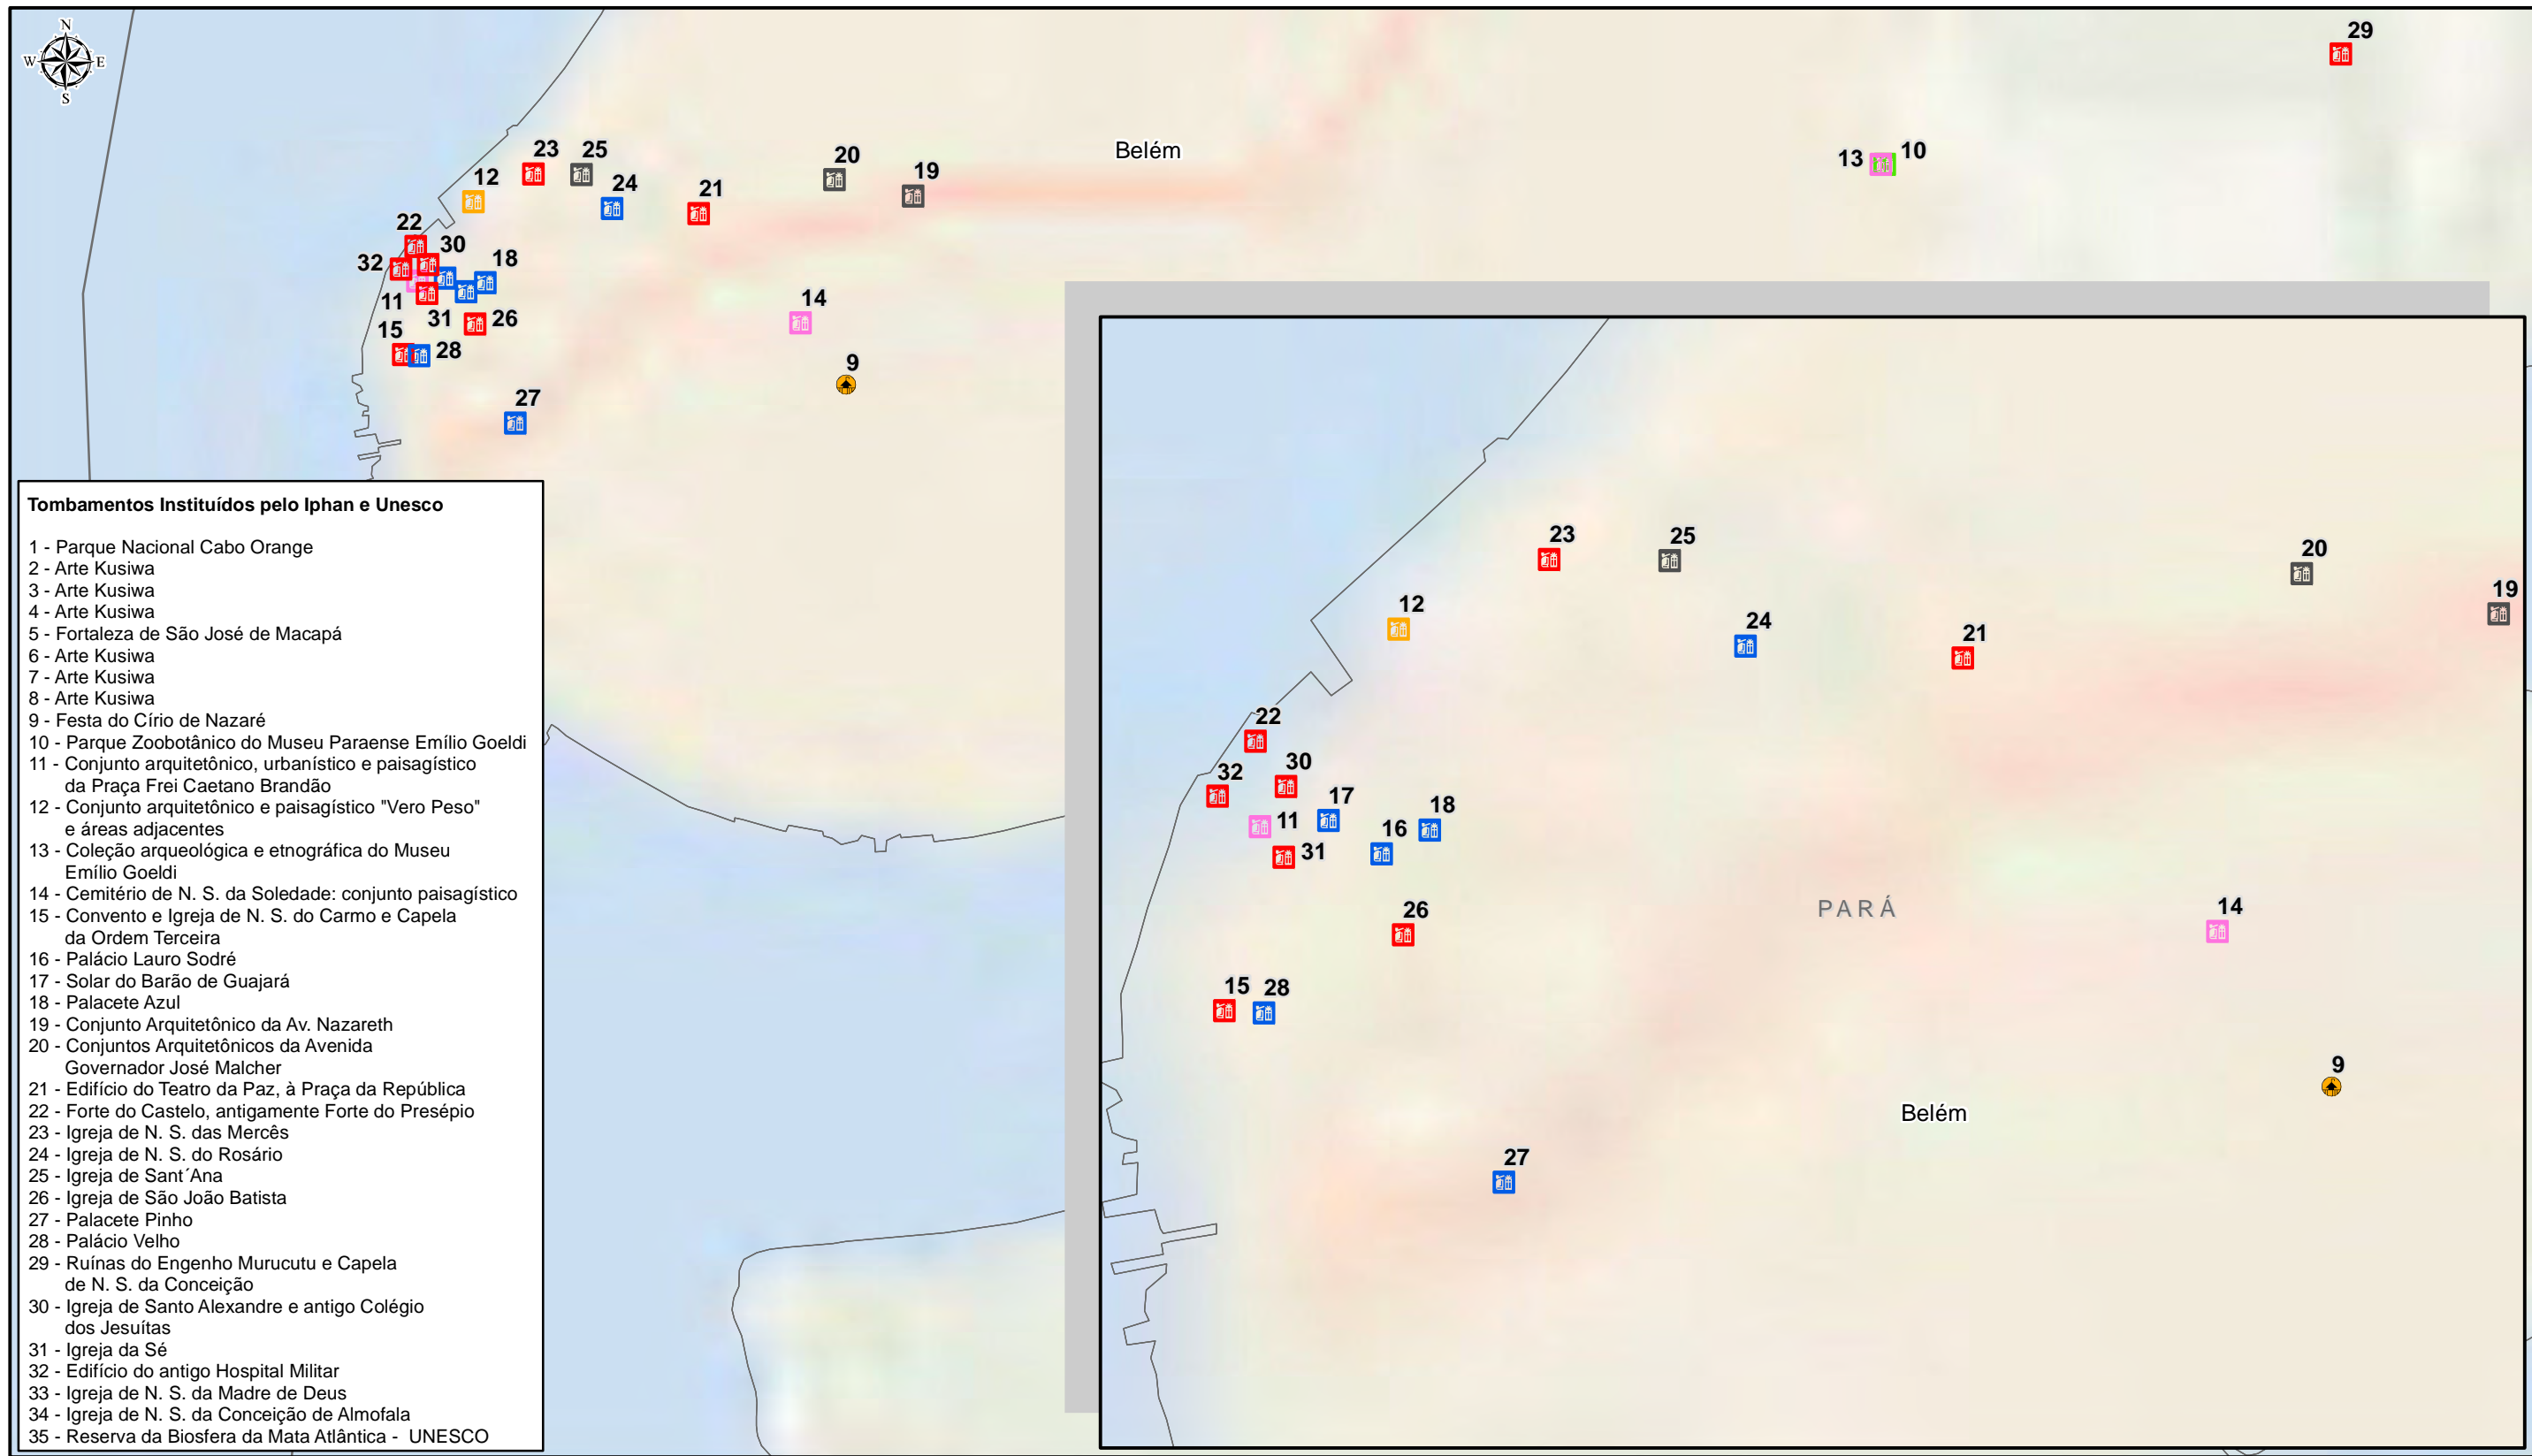 N
W E
S
29
23
25
20
19
Belém
13
10
12
24
21
22
30
18
32
11
31
26
14
15
28
9
27
Tombamentos Instituídos pelo Iphan e Unesco
1 - Parque Nacional Cabo Orange
2 - Arte Kusiwa
3 - Arte Kusiwa
4 - Arte Kusiwa
5 - Fortaleza de São José de Macapá
6 - Arte Kusiwa
7 - Arte Kusiwa
8 - Arte Kusiwa
9 - Festa do Círio de Nazaré
10 - Parque Zoobotânico do Museu Paraense Emílio Goeldi
11 - Conjunto arquitetônico, urbanístico e paisagístico
da Praça Frei Caetano Brandão
12 - Conjunto arquitetônico e paisagístico "Vero Peso"
e áreas adjacentes
13 - Coleção arqueológica e etnográfica do Museu
Emílio Goeldi
14 - Cemitério de N. S. da Soledade: conjunto paisagístico
15 - Convento e Igreja de N. S. do Carmo e Capela
da Ordem Terceira
16 - Palácio Lauro Sodré
17 - Solar do Barão de Guajará
18 - Palacete Azul
19 - Conjunto Arquitetônico da Av. Nazareth
20 - Conjuntos Arquitetônicos da Avenida
Governador José Malcher
21 - Edifício do Teatro da Paz, à Praça da República
22 - Forte do Castelo, antigamente Forte do Presépio
23 - Igreja de N. S. das Mercês
24 - Igreja de N. S. do Rosário
25 - Igreja de Sant´Ana
26 - Igreja de São João Batista
27 - Palacete Pinho
28 - Palácio Velho
29 - Ruínas do Engenho Murucutu e Capela
de N. S. da Conceição
30 - Igreja de Santo Alexandre e antigo Colégio
dos Jesuítas
31 - Igreja da Sé
32 - Edifício do antigo Hospital Militar
33 - Igreja de N. S. da Madre de Deus
34 - Igreja de N. S. da Conceição de Almofala
35 - Reserva da Biosfera da Mata Atlântica - UNESCO
23
25
20
19
12
24
21
22
32
30
17
18
11
16
31
26
PARÁ
14
15
28
9
Belém
27